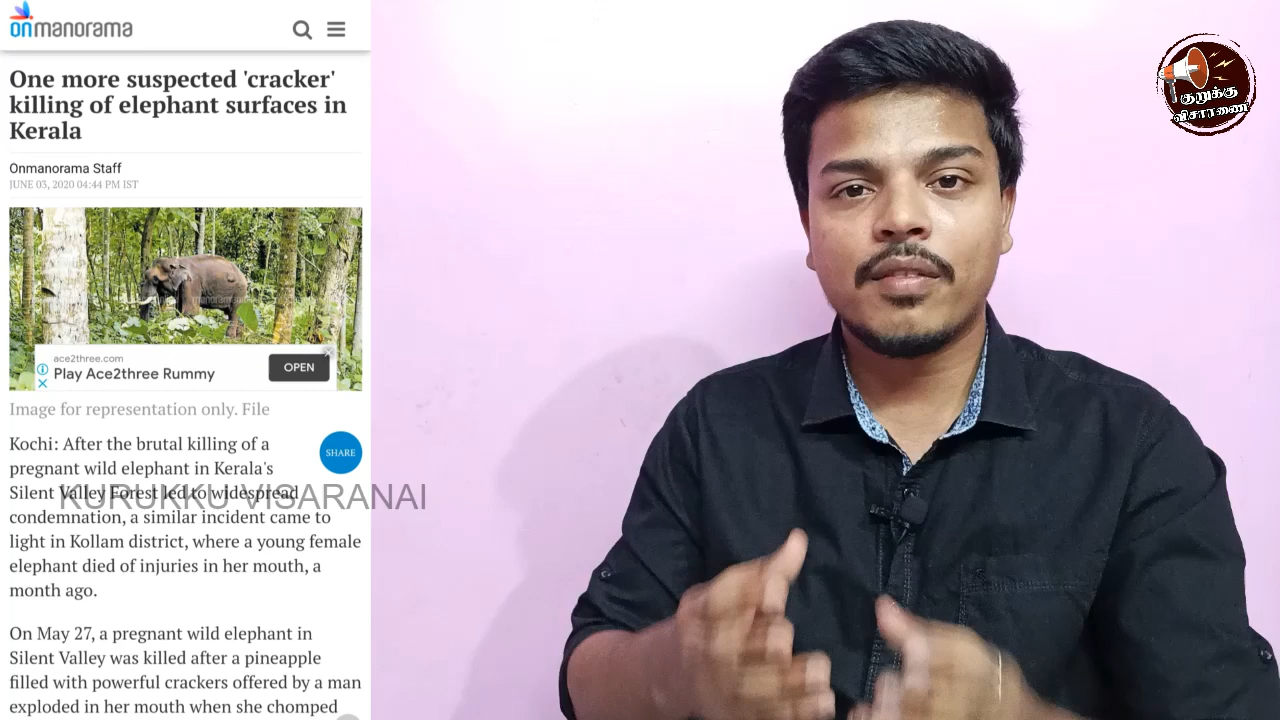 onmanorama
One more suspected 'cracker'
killing of elephant surfaces in
Kerala
Onmanorama Staff
JUNE 03, 2020 04:44 PM IST
manorama
ace2three.com
Play Ace2three Rummy
OPEN
Image for representation only. File
Kochi: After the brutal killing of a
pregnant wild elephant in Kerala's
SHARE
Silent Valley Forest led to widespread
KURUKKU VISARANAI
condemnation, a similar incident came to
light in Kollam district, where a young female
elephant died of injuries in her mouth, a
month ago.
On May 27, a pregnant wild elephant in
Silent Valley was killed after a pineapple
filled with powerful crackers offered by a man
exploded in her mouth when she chomped
குறுக்கு
விசாரணை